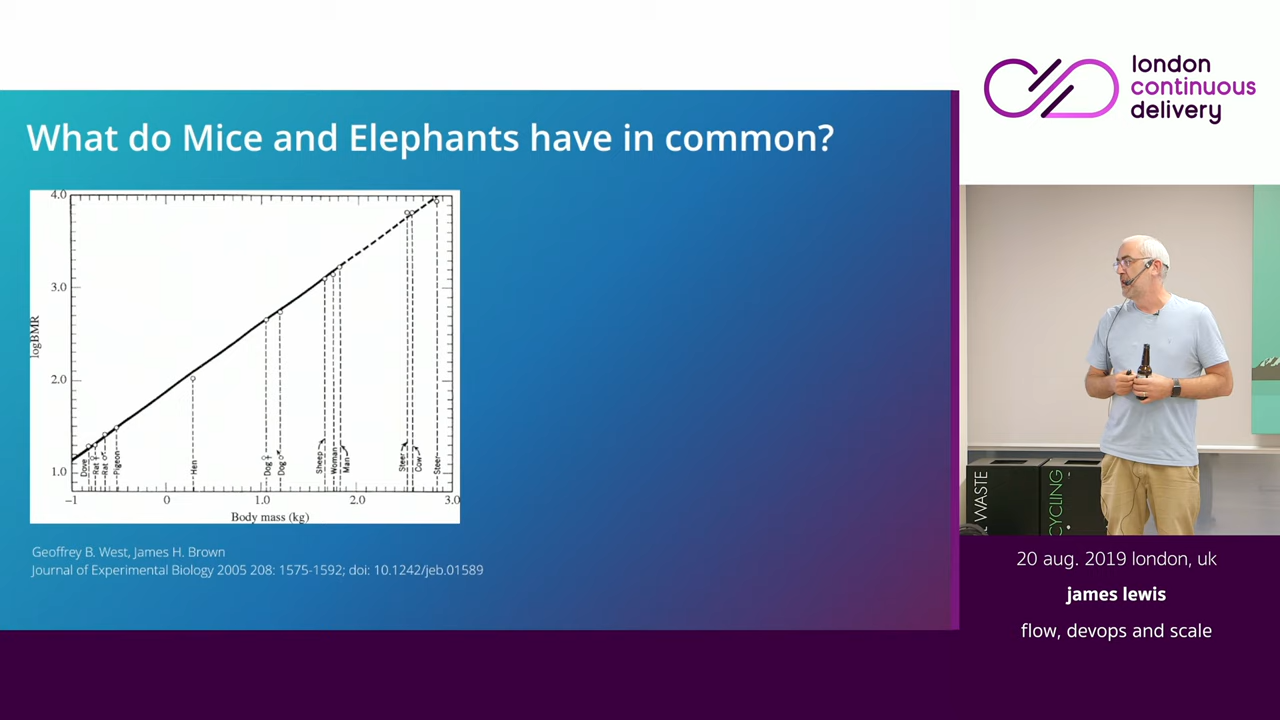 What do Mice and Elephants have in common?
4.0
3.0
2.0
1.0
logBMR
Dove
Rat ♀
Rat ♂
Pigeon
Hen
Dog ♀
Dog ♂
Sheep
Woman
Man
Steer
Cow
Steer
-1
0
1.0
2.0
3.0
Body mass (kg)
Geoffrey B. West, James H. Brown
Journal of Experimental Biology 2005 208: 1575-1592; doi: 10.1242/jeb.01589
london
continuous
delivery
WASTE
CYCLING
20 aug. 2019 london, uk
james lewis
flow, devops and scale